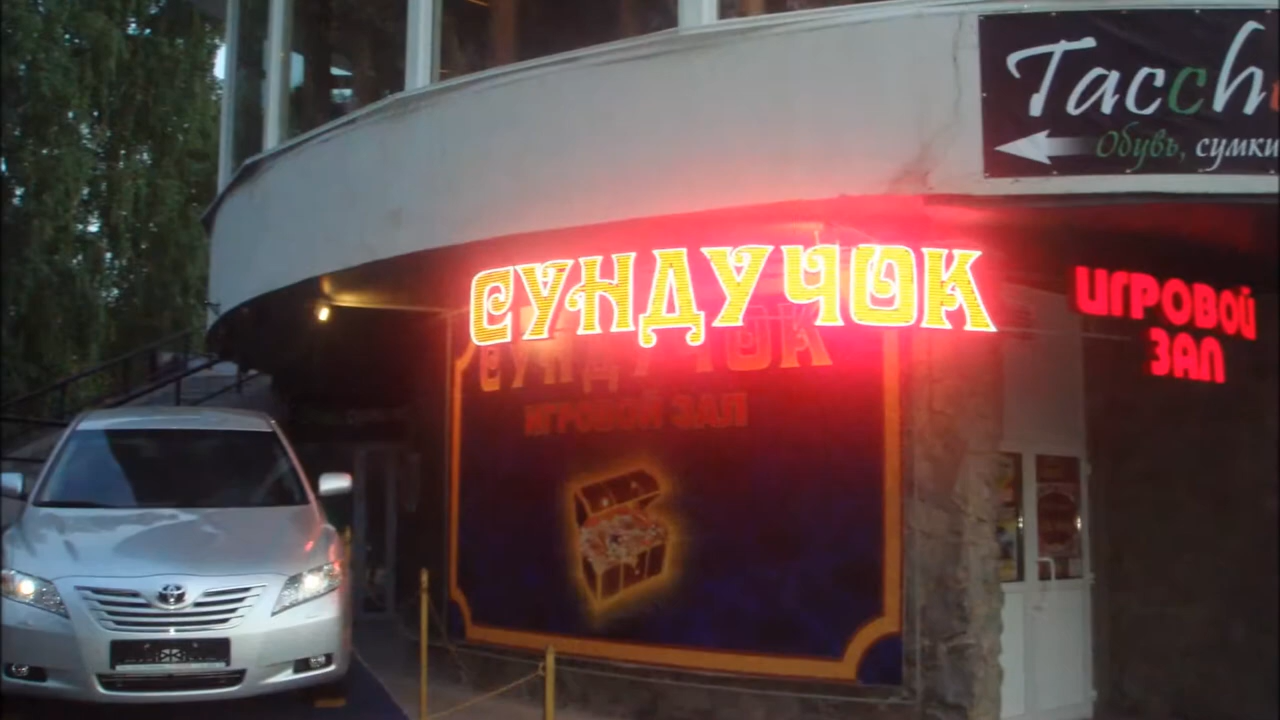 Tacch
Обувь, сумки
СУНДУЧОК
ИГРОВОЙ
ЗАЛ
СУНДУЧОК
ИГРОВОЙ ЗАЛ